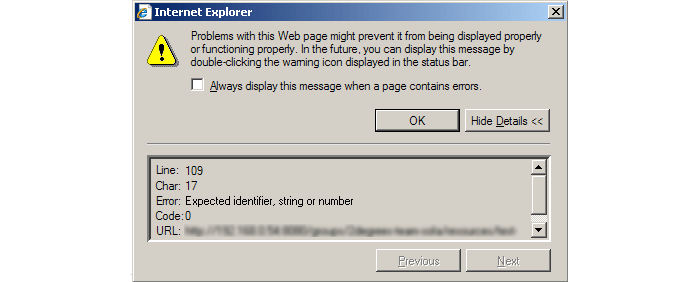 Internet Explorer
Problems with this Web page might prevent it from being displayed properly
or functioning properly. In the future, you can display this message by
double-clicking the warning icon displayed in the status bar.
Always display this message when a page contains errors.
OK Hide Details <<
Line: 109
Char: 17
Error: Expected identifier, string or number
Code: 0
URL:
Previous Next